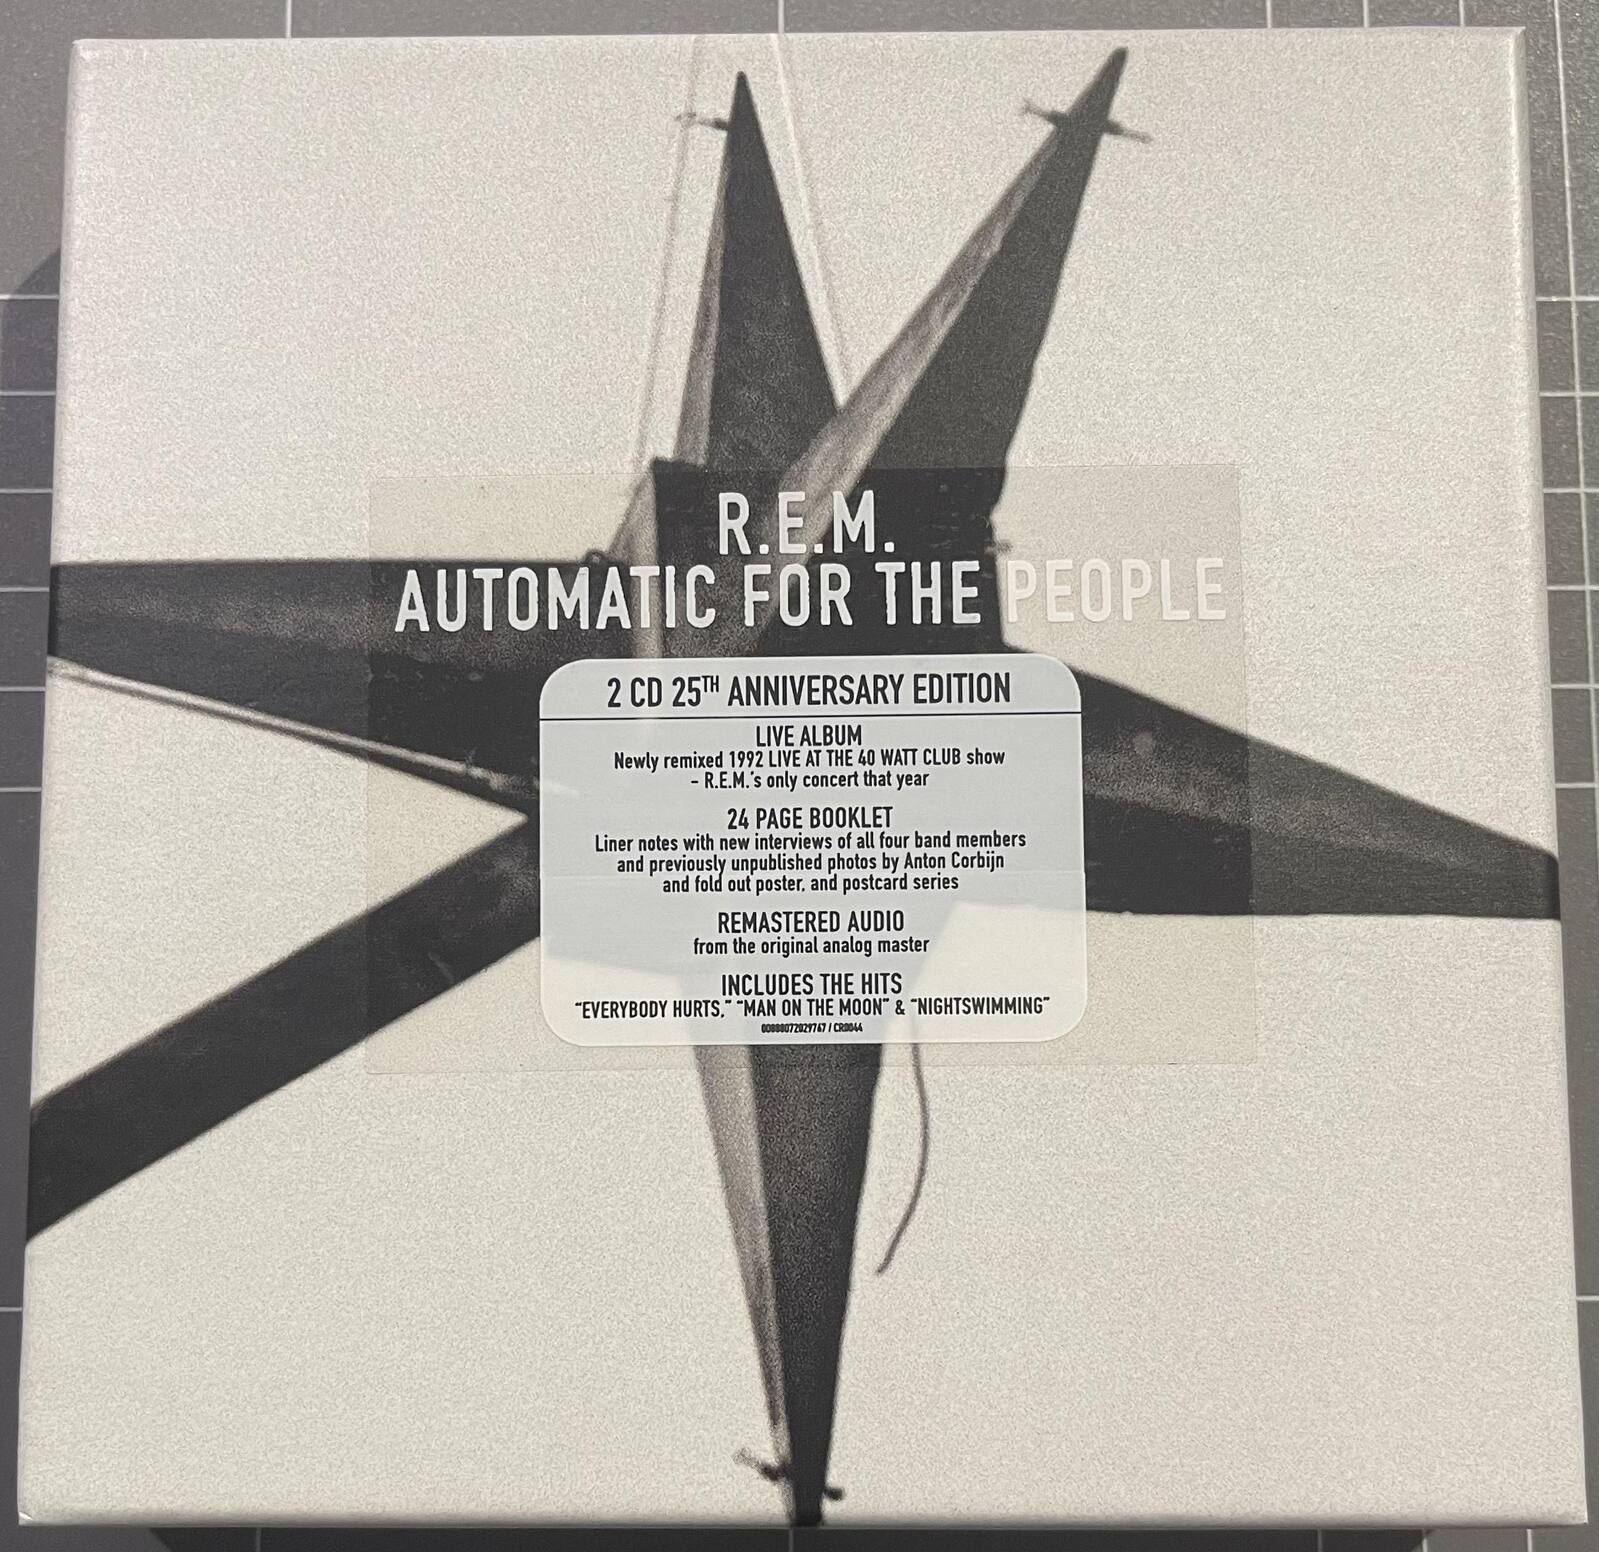 R.E.M.
AUTOMATIC FOR THE PEOPLE
2 CD 25TH ANNIVERSARY EDITION
LIVE ALBUM
Newly remixed 1992 LIVE AT THE 40 WATT CLUB show
– R.E.M.'s only concert that year
24 PAGE BOOKLET
Liner notes with new interviews of all four band members
and previously unpublished photos by Anton Corbijn
and fold out poster, and postcard series
REMASTERED AUDIO
from the original analog master
INCLUDES THE HITS
"EVERYBODY HURTS," "MAN ON THE MOON" & "NIGHTSWIMMING"
00888072029767 / CR0044